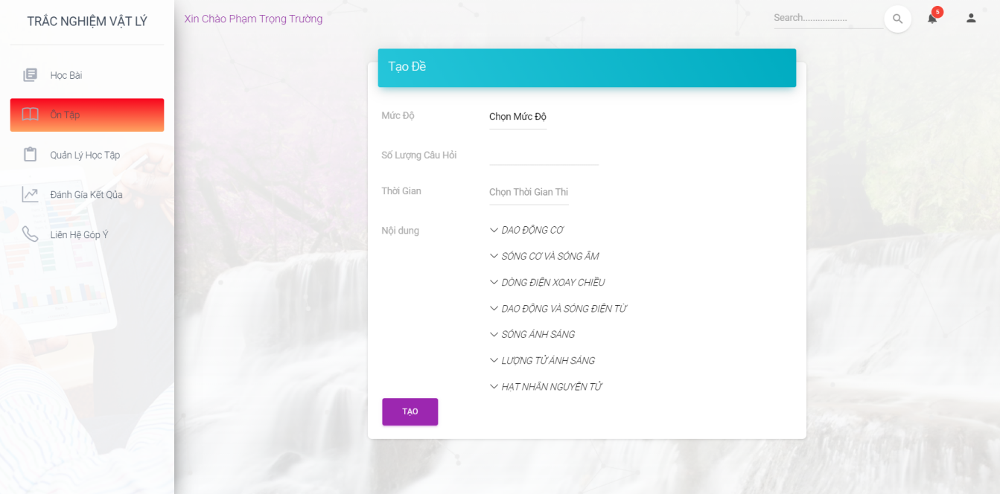 TRẮC NGHIỆM VẬT LÝ
Xin Chào Phạm Trọng Trường
Search..................
5
Học Bài
Ôn Tập
Quản Lý Học Tập
Đánh Gía Kết Qủa
Liên Hệ Góp Ý
Tạo Đề
Mức Độ
Chọn Mức Độ
Số Lượng Câu Hỏi
Thời Gian
Chọn Thời Gian Thi
Nội dung
DAO ĐỘNG CƠ
SÓNG CƠ VÀ SÓNG ÂM
DÒNG ĐIỆN XOAY CHIỀU
DAO ĐỘNG VÀ SÓNG ĐIỆN TỪ
SÓNG ÁNH SÁNG
LƯỢNG TỬ ÁNH SÁNG
HẠT NHÂN NGUYÊN TỬ
TẠO